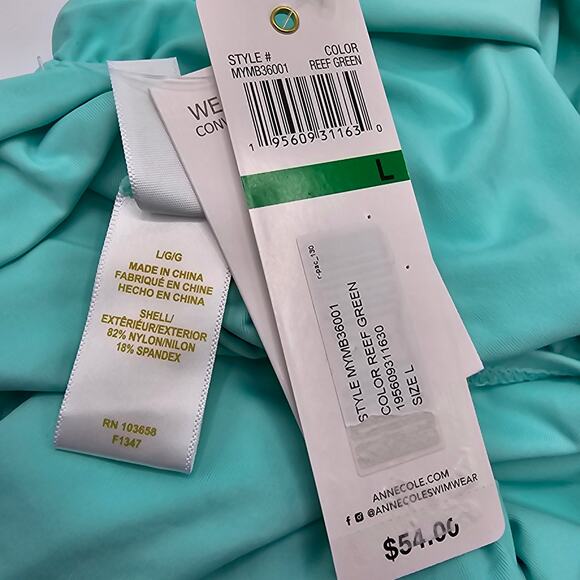 STYLE #
MYMB36001
COLOR
REEF GREEN
1 95609 31163 0
L
WE
CON
r-pac_130
STYLE MYMB36001
COLOR REEF GREEN
195609311630
SIZE L
ANNECOLE.COM
@ANNECOLESWIMWEAR
$54.00
L/G/G
MADE IN CHINA
FABRIQUÉ EN CHINE
HECHO EN CHINA
SHELL/
EXTÉRIEUR/EXTERIOR
82% NYLON/NILON
18% SPANDEX
RN 103658
F1347